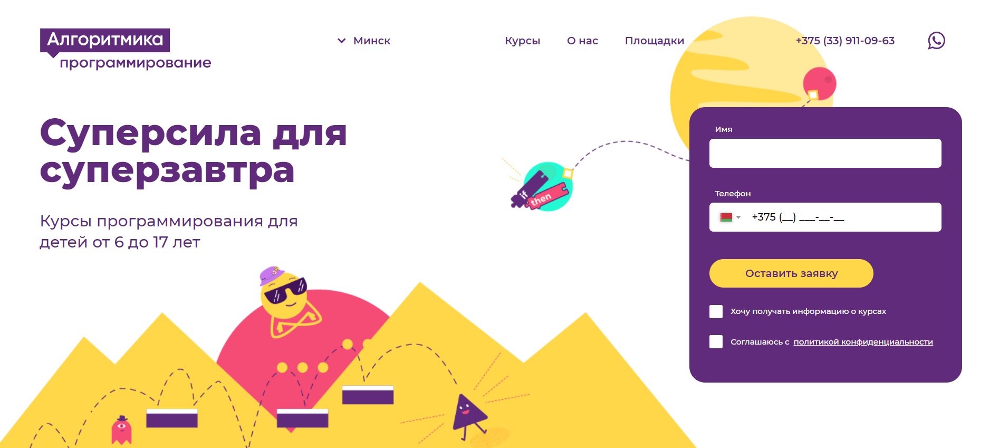 Алгоритмика
программирование
Минск
Курсы
О нас
Площадки
+375 (33) 911-09-63
Суперсила для
суперзавтра
Курсы программирования для
детей от 6 до 17 лет
if
then
Имя
Телефон
+375 (__) ___-__-__
Оставить заявку
Хочу получать информацию о курсах
Соглашаюсь с политикой конфиденциальности